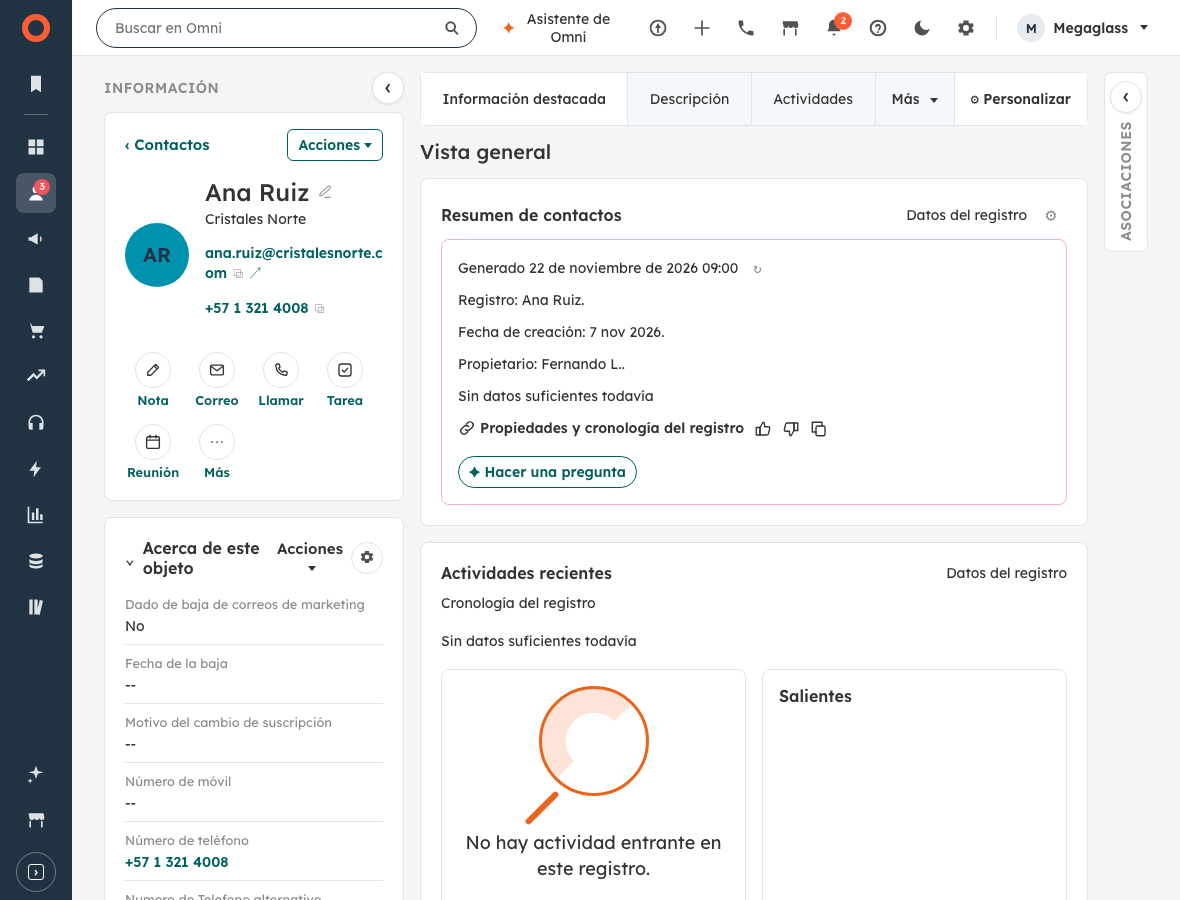 Buscar en Omni
Asistente de
Omni
2
M Megaglass
3
INFORMACIÓN
‹ Contactos
Acciones
Ana Ruiz
Cristales Norte
AR
ana.ruiz@cristalesnorte.c
om
+57 1 321 4008
Nota Correo Llamar Tarea
Reunión Más
Acerca de este
objeto
Acciones
Dado de baja de correos de marketing
No
Fecha de la baja
--
Motivo del cambio de suscripción
--
Número de móvil
--
Número de teléfono
+57 1 321 4008
Numero de Telefono alternativo
Información destacada Descripción Actividades Más Personalizar
Vista general
Resumen de contactos Datos del registro
Generado 22 de noviembre de 2026 09:00
Registro: Ana Ruiz.
Fecha de creación: 7 nov 2026.
Propietario: Fernando L..
Sin datos suficientes todavía
Propiedades y cronología del registro
Hacer una pregunta
Actividades recientes Datos del registro
Cronología del registro
Sin datos suficientes todavía
No hay actividad entrante en
este registro.
Salientes
ASOCIACIONES